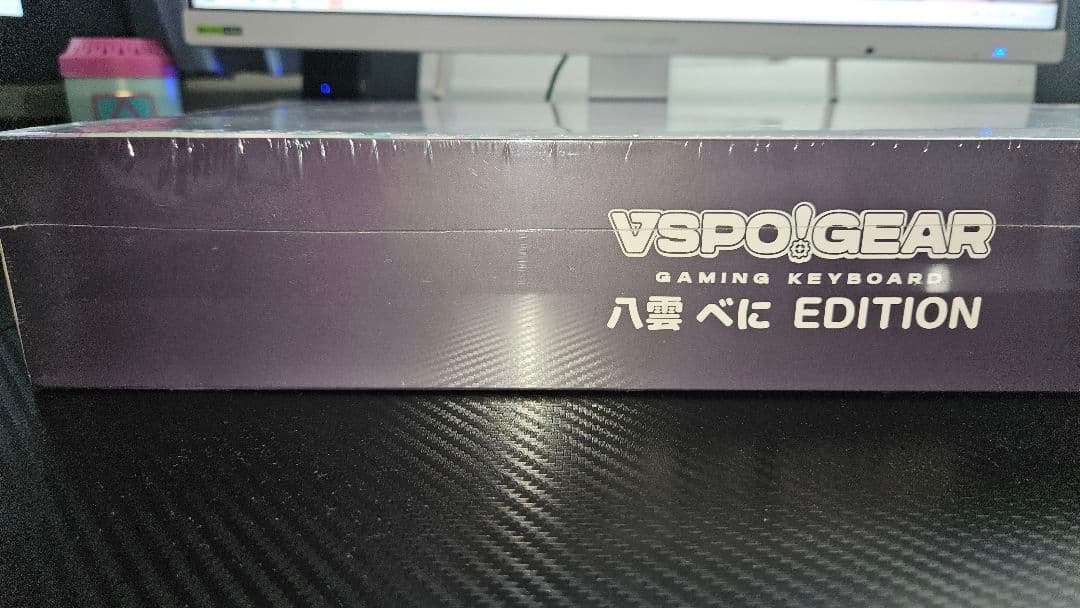 VSPO!GEAR
GAMING KEYBOARD
八雲 べに EDITION